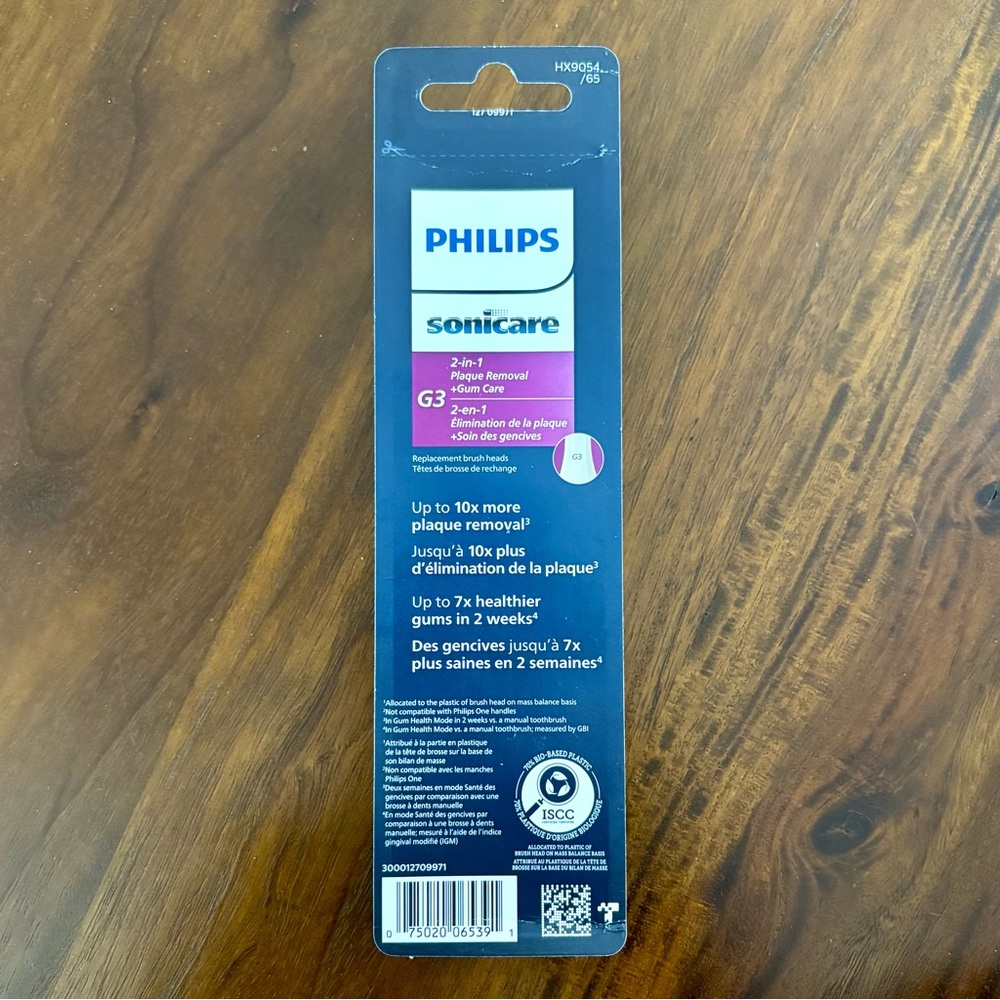 HX9054
/65
12709971
PHILIPS
sonicare
G3
2-in-1
Plaque Removal
+Gum Care
2-en-1
Élimination de la plaque
+Soin des gencives
G3
Replacement brush heads
Têtes de brosse de rechange
Up to 10x more
plaque removal³
Jusqu'à 10x plus
d'élimination de la plaque³
Up to 7x healthier
gums in 2 weeks⁴
Des gencives jusqu'à 7x
plus saines en 2 semaines⁴
¹Allocated to the plastic of brush head on mass balance basis
²Not compatible with Philips One handles
³In Gum Health Mode in 2 weeks vs. a manual toothbrush
⁴In Gum Health Mode vs. a manual toothbrush; measured by GBI
¹Attribué à la partie en plastique
de la tête de brosse sur la base de
son bilan de masse
²Non compatible avec les manches
Philips One
³Deux semaines en mode Santé des
gencives par comparaison avec une
brosse à dents manuelle
⁴En mode Santé des gencives par
comparaison à une brosse à dents
manuelle; mesuré à l'aide de l'indice
gingival modifié (IGM)
70% BIO-BASED PLASTIC
ISCC
70% PLASTIQUE D'ORIGINE BIOLOGIQUE
ALLOCATED TO PLASTIC OF
BRUSH HEAD ON MASS BALANCE BASIS
ATTRIBUÉ AU PLASTIQUE DE LA TÊTE DE
BROSSE SUR LA BASE DU BILAN DE MASSE
300012709971
0 75020 06539 1